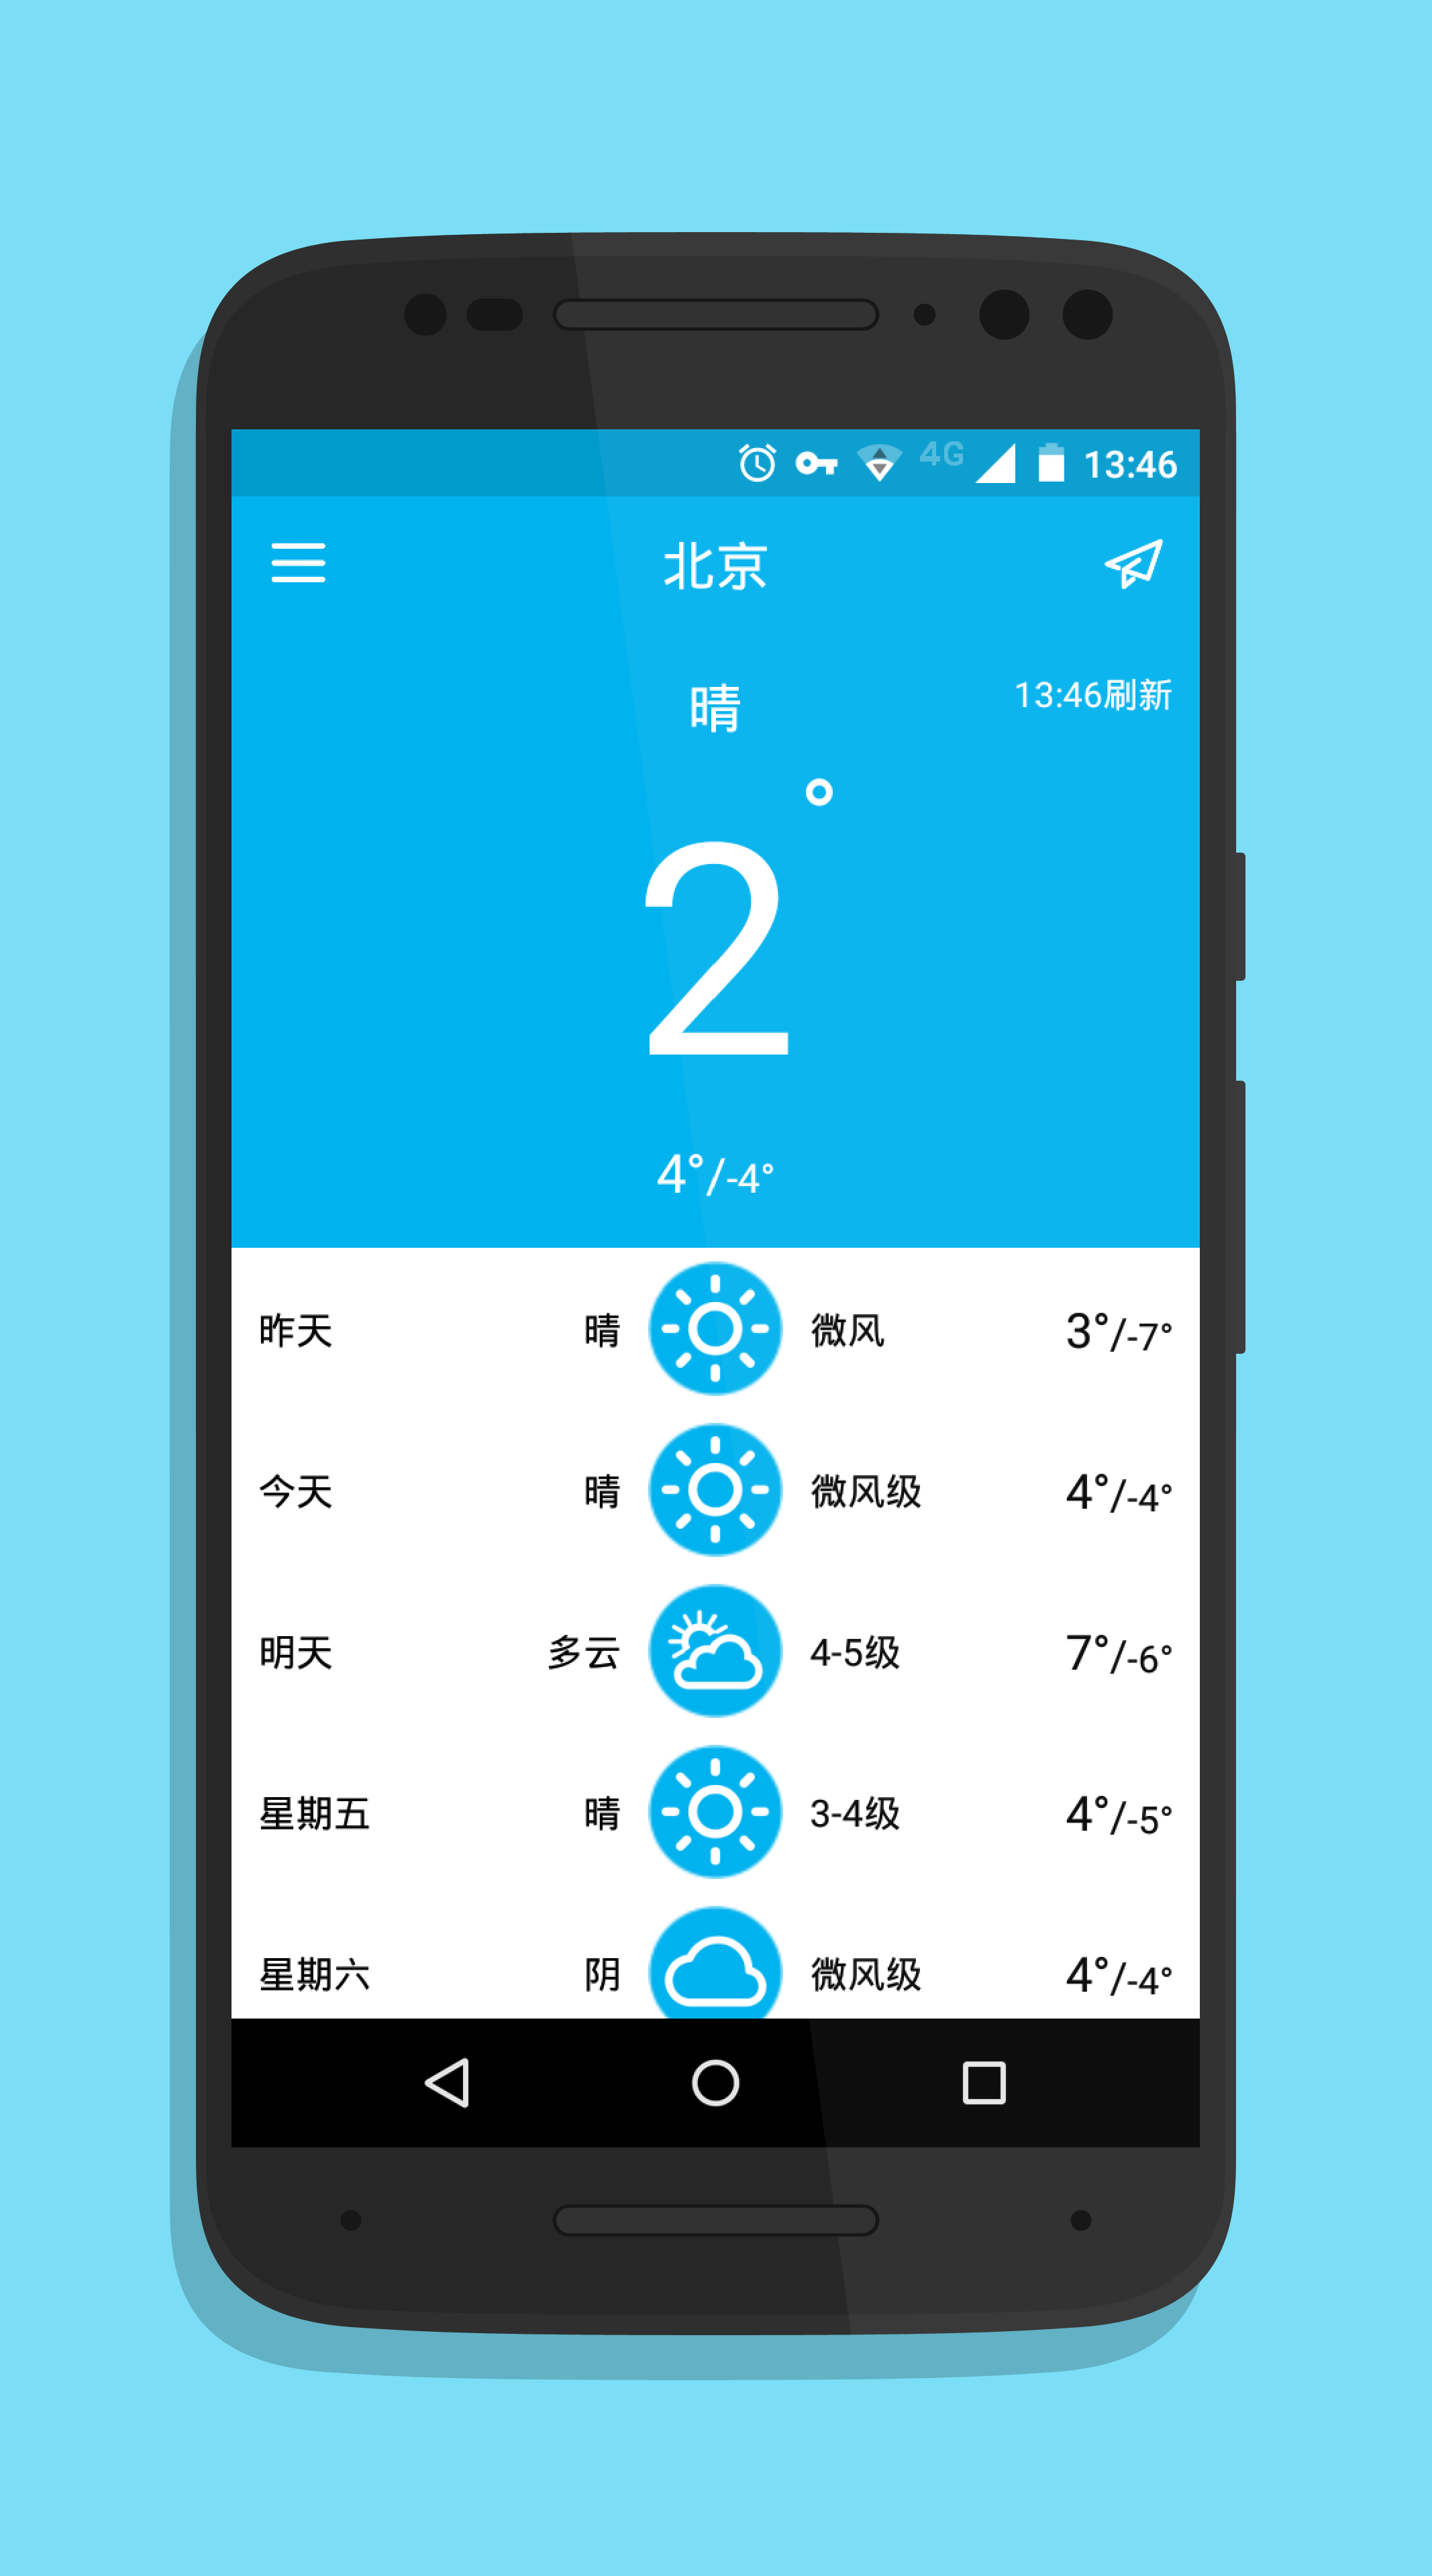 4G 13:46
北京
13:46刷新
晴
2°
4°/-4°
昨天 晴 微风 3°/-7°
今天 晴 微风级 4°/-4°
明天 多云 4-5级 7°/-6°
星期五 晴 3-4级 4°/-5°
星期六 阴 微风级 4°/-4°